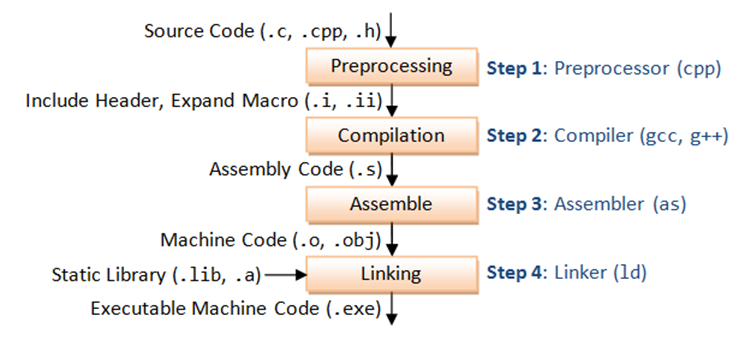 Source Code (.c, .cpp, .h)
Preprocessing
Step 1: Preprocessor (cpp)
Include Header, Expand Macro (.i, .ii)
Compilation
Step 2: Compiler (gcc, g++)
Assembly Code (.s)
Assemble
Step 3: Assembler (as)
Machine Code (.o, .obj)
Static Library (.lib, .a)
Linking
Step 4: Linker (ld)
Executable Machine Code (.exe)